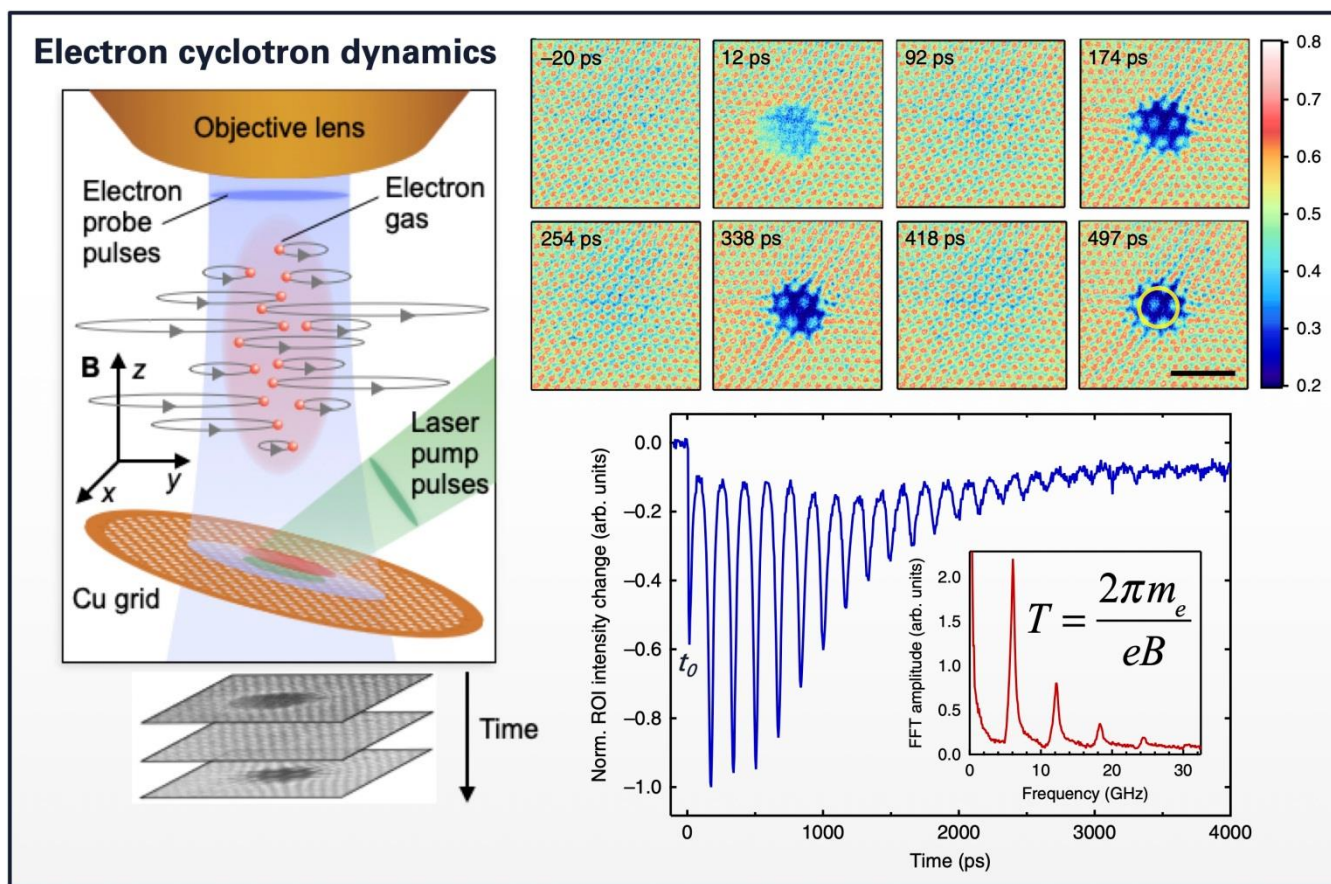 Electron cyclotron dynamics
Objective lens
Electron
probe
pulses
Electron
gas
B
z
y
x
Laser
pump
pulses
Cu grid
Time
–20 ps
12 ps
92 ps
174 ps
254 ps
338 ps
418 ps
497 ps
0.8
0.7
0.6
0.5
0.4
0.3
0.2
Norm. ROI intensity change (arb. units)
0.0
–0.2
–0.4
–0.6
–0.8
–1.0
t0
0
1000
2000
3000
4000
Time (ps)
FFT amplitude (arb. units)
2.0
1.5
1.0
0.5
0.0
T = 2πme / eB
0
10
20
30
Frequency (GHz)